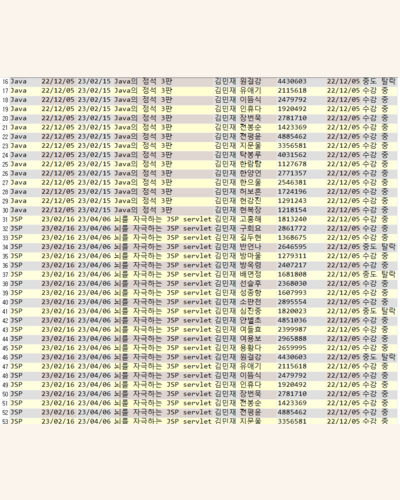 16 Java 22/12/05 23/02/15 Java의 정석 3판 김민재 원걸감 4430603 22/12/05 중도 탈락
17 Java 22/12/05 23/02/15 Java의 정석 3판 김민재 유애기 2115618 22/12/05 수강 중
18 Java 22/12/05 23/02/15 Java의 정석 3판 김민재 이뜸식 2479792 22/12/05 수강 중
19 Java 22/12/05 23/02/15 Java의 정석 3판 김민재 인휴다 1920492 22/12/05 수강 중
20 Java 22/12/05 23/02/15 Java의 정석 3판 김민재 장번묵 2781710 22/12/05 수강 중
21 Java 22/12/05 23/02/15 Java의 정석 3판 김민재 전봉순 1423369 22/12/05 수강 중
22 Java 22/12/05 23/02/15 Java의 정석 3판 김민재 전평윤 4885462 22/12/05 수강 중
23 Java 22/12/05 23/02/15 Java의 정석 3판 김민재 지문울 3356581 22/12/05 수강 중
24 Java 22/12/05 23/02/15 Java의 정석 3판 김민재 탁봉루 4031562 22/12/05 수강 중
25 Java 22/12/05 23/02/15 Java의 정석 3판 김민재 한람탑 1127678 22/12/05 수강 중
26 Java 22/12/05 23/02/15 Java의 정석 3판 김민재 한양언 2771357 22/12/05 수강 중
27 Java 22/12/05 23/02/15 Java의 정석 3판 김민재 한으울 2546381 22/12/05 수강 중
28 Java 22/12/05 23/02/15 Java의 정석 3판 김민재 허보흔 1724196 22/12/05 수강 중
29 Java 22/12/05 23/02/15 Java의 정석 3판 김민재 현감진 1291243 22/12/05 수강 중
30 Java 22/12/05 23/02/15 Java의 정석 3판 김민재 현복장 1218154 22/12/05 수강 중
31 JSP 23/02/16 23/04/06 뇌를 자극하는 JSP servlet 김민재 고흥해 1813240 22/12/05 수강 중
32 JSP 23/02/16 23/04/06 뇌를 자극하는 JSP servlet 김민재 구회요 2861772 22/12/05 수강 중
33 JSP 23/02/16 23/04/06 뇌를 자극하는 JSP servlet 김민재 길두현 1368675 22/12/05 수강 중
34 JSP 23/02/16 23/04/06 뇌를 자극하는 JSP servlet 김민재 반언나 2646595 22/12/05 중도 탈락
35 JSP 23/02/16 23/04/06 뇌를 자극하는 JSP servlet 김민재 방마울 1279311 22/12/05 수강 중
36 JSP 23/02/16 23/04/06 뇌를 자극하는 JSP servlet 김민재 방옥령 2407217 22/12/05 수강 중
37 JSP 23/02/16 23/04/06 뇌를 자극하는 JSP servlet 김민재 배연정 1681808 22/12/05 중도 탈락
38 JSP 23/02/16 23/04/06 뇌를 자극하는 JSP servlet 김민재 선슬후 2368030 22/12/05 수강 중
39 JSP 23/02/16 23/04/06 뇌를 자극하는 JSP servlet 김민재 성종향 1607993 22/12/05 수강 중
40 JSP 23/02/16 23/04/06 뇌를 자극하는 JSP servlet 김민재 소란전 2895554 22/12/05 수강 중
41 JSP 23/02/16 23/04/06 뇌를 자극하는 JSP servlet 김민재 심진중 1820023 22/12/05 중도 탈락
42 JSP 23/02/16 23/04/06 뇌를 자극하는 JSP servlet 김민재 안별초 4851036 22/12/05 수강 중
44 JSP 23/02/16 23/04/06 뇌를 자극하는 JSP servlet 김민재 여들효 2399987 22/12/05 수강 중
44 JSP 23/02/16 23/04/06 뇌를 자극하는 JSP servlet 김민재 여용보 2965888 22/12/05 수강 중
45 JSP 23/02/16 23/04/06 뇌를 자극하는 JSP servlet 김민재 용황다 2659995 22/12/05 수강 중
46 JSP 23/02/16 23/04/06 뇌를 자극하는 JSP servlet 김민재 원걸감 4430603 22/12/05 중도 탈락
47 JSP 23/02/16 23/04/06 뇌를 자극하는 JSP servlet 김민재 유애기 2115618 22/12/05 수강 중
48 JSP 23/02/16 23/04/06 뇌를 자극하는 JSP servlet 김민재 이뜸식 2479792 22/12/05 수강 중
49 JSP 23/02/16 23/04/06 뇌를 자극하는 JSP servlet 김민재 인휴다 1920492 22/12/05 수강 중
50 JSP 23/02/16 23/04/06 뇌를 자극하는 JSP servlet 김민재 장번묵 2781710 22/12/05 수강 중
51 JSP 23/02/16 23/04/06 뇌를 자극하는 JSP servlet 김민재 전봉순 1423369 22/12/05 수강 중
52 JSP 23/02/16 23/04/06 뇌를 자극하는 JSP servlet 김민재 전평윤 4885462 22/12/05 수강 중
53 JSP 23/02/16 23/04/06 뇌를 자극하는 JSP servlet 김민재 지문울 3356581 22/12/05 수강 중